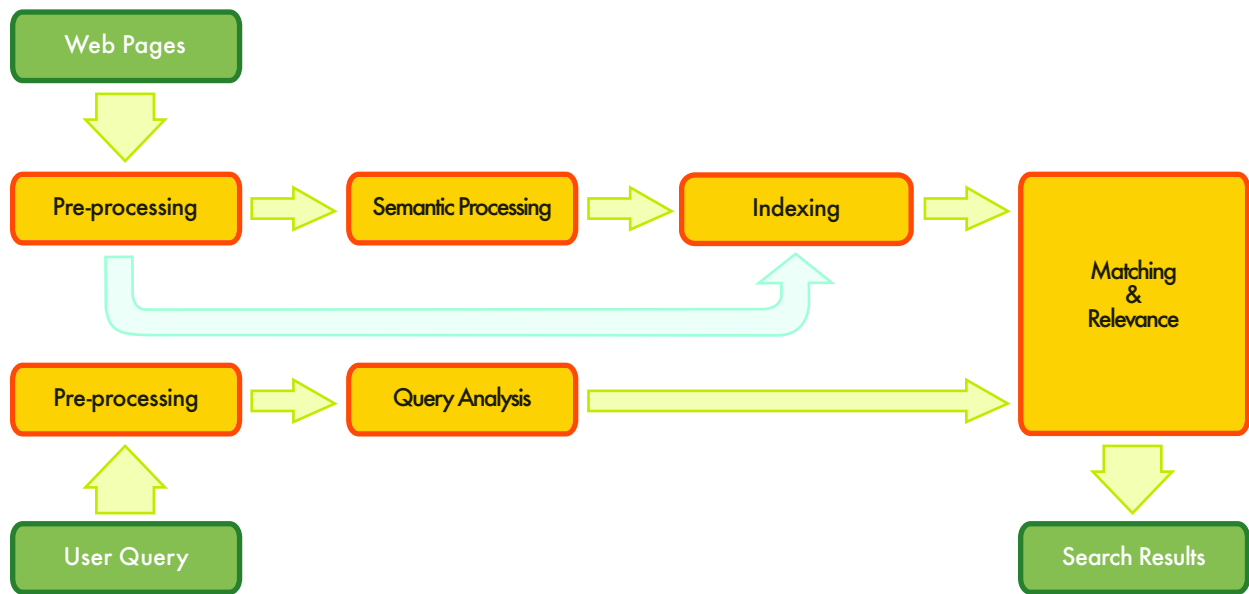 Web Pages
Pre-processing
Semantic Processing
Indexing
Matching
&
Relevance
Pre-processing
Query Analysis
User Query
Search Results